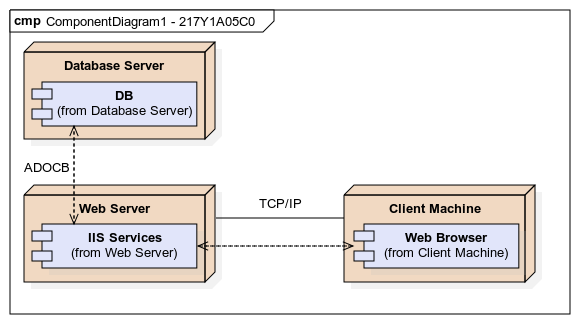 cmp ComponentDiagram1 - 217Y1A05C0
Database Server
DB
(from Database Server)
ADOCB
Web Server
IIS Services
(from Web Server)
TCP/IP
Client Machine
Web Browser
(from Client Machine)